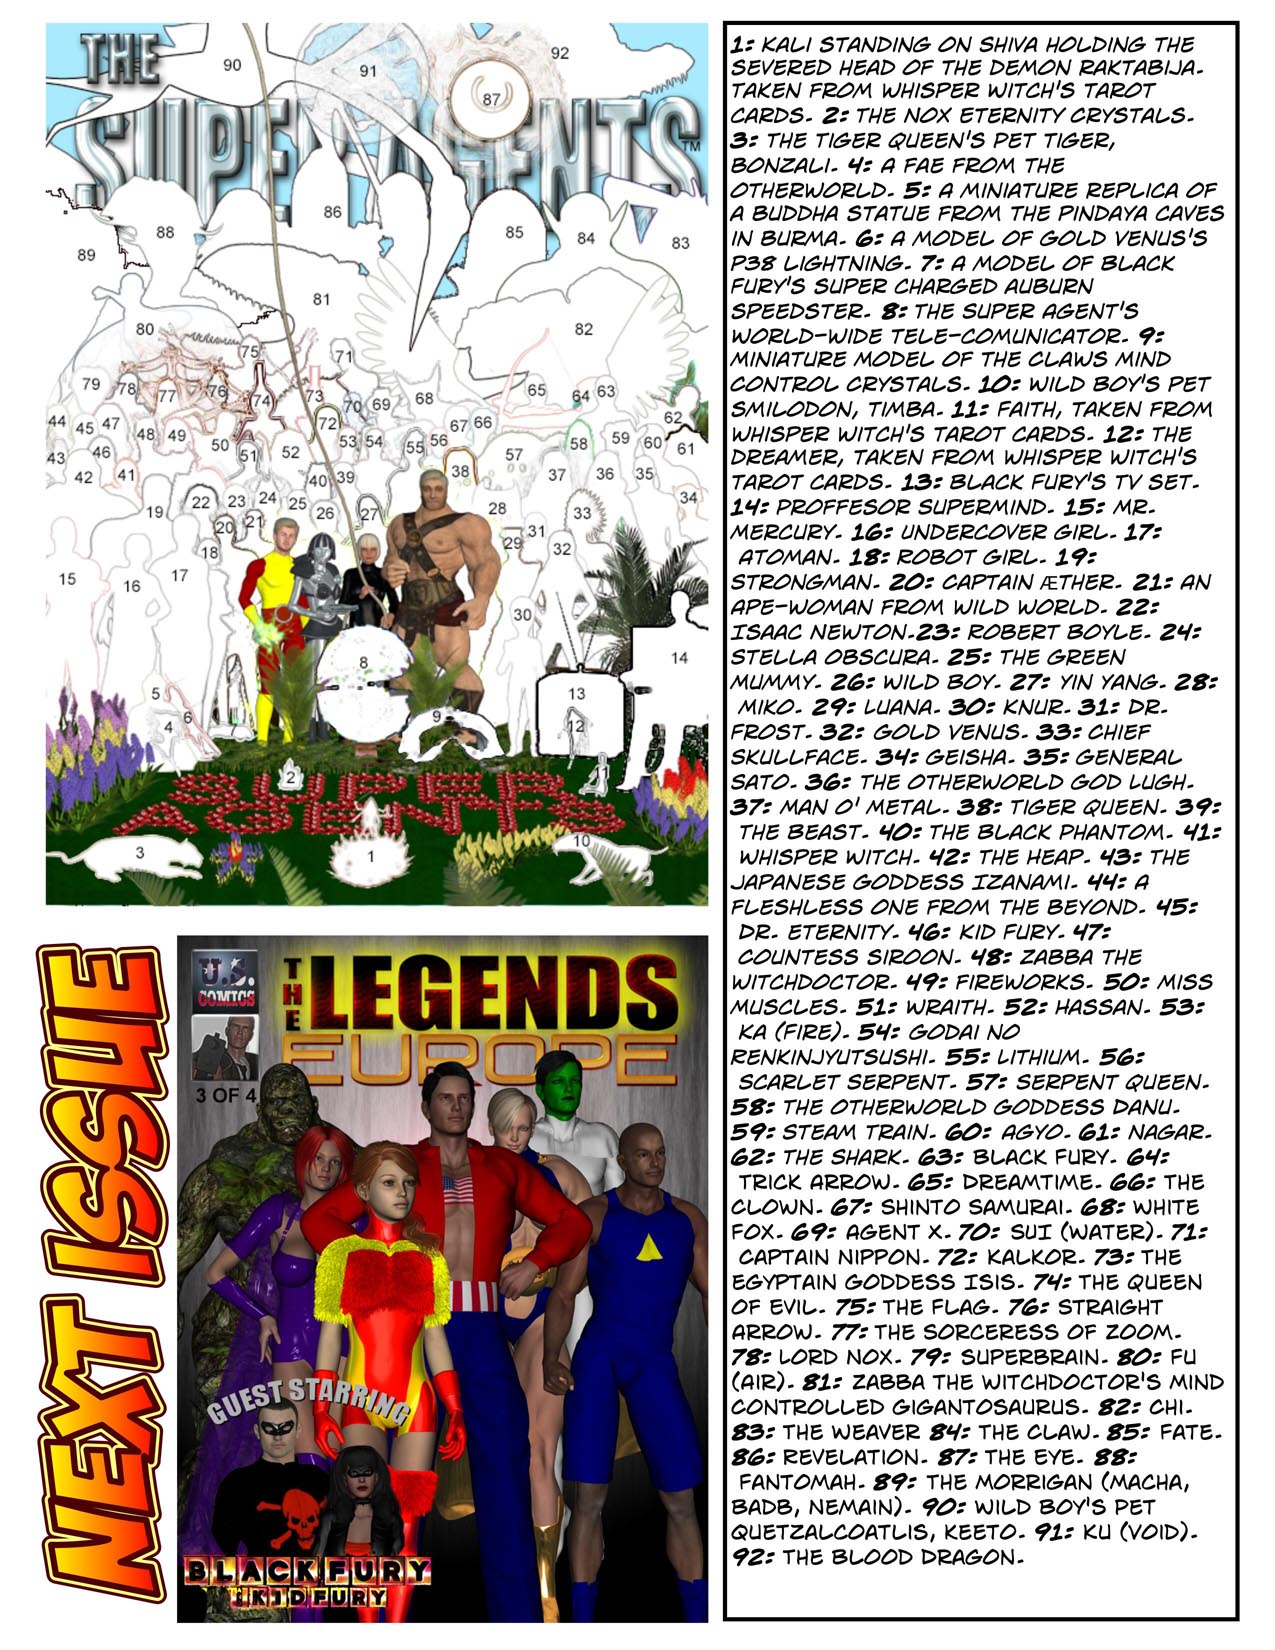 THE
SUPER AGENTS™
90
91
92
87
86
88
85
84
83
89
81
80
82
75
71
79
78
77
76
74
73
72
70
69
68
65
64
63
62
44
45
47
48
49
50
51
52
53
54
55
56
67
66
57
58
59
60
61
43
42
46
41
40
39
38
37
36
35
34
19
22
23
24
25
26
27
28
33
20
21
18
29
31
32
15
16
17
30
14
8
13
5
6
4
9
12
2
SUPER
AGENTS
3
1
10
1: KALI STANDING ON SHIVA HOLDING THE
SEVERED HEAD OF THE DEMON RAKTABIJA.
TAKEN FROM WHISPER WITCH'S TAROT
CARDS. 2: THE NOX ETERNITY CRYSTALS.
3: THE TIGER QUEEN'S PET TIGER,
BONZALI. 4: A FAE FROM THE
OTHERWORLD. 5: A MINIATURE REPLICA OF
A BUDDHA STATUE FROM THE PINDAYA CAVES
IN BURMA. 6: A MODEL OF GOLD VENUS'S
P38 LIGHTNING. 7: A MODEL OF BLACK
FURY'S SUPER CHARGED AUBURN
SPEEDSTER. 8: THE SUPER AGENT'S
WORLD-WIDE TELE-COMUNICATOR. 9:
MINIATURE MODEL OF THE CLAWS MIND
CONTROL CRYSTALS. 10: WILD BOY'S PET
SMILODON, TIMBA. 11: FAITH, TAKEN FROM
WHISPER WITCH'S TAROT CARDS. 12: THE
DREAMER, TAKEN FROM WHISPER WITCH'S
TAROT CARDS. 13: BLACK FURY'S TV SET.
14: PROFFESOR SUPERMIND. 15: MR.
MERCURY. 16: UNDERCOVER GIRL. 17:
ATOMAN. 18: ROBOT GIRL. 19:
STRONGMAN. 20: CAPTAIN ÆTHER. 21: AN
APE-WOMAN FROM WILD WORLD. 22:
ISAAC NEWTON.23: ROBERT BOYLE. 24:
STELLA OBSCURA. 25: THE GREEN
MUMMY. 26: WILD BOY. 27: YIN YANG. 28:
MIKO. 29: LUANA. 30: KNUR. 31: DR.
FROST. 32: GOLD VENUS. 33: CHIEF
SKULLFACE. 34: GEISHA. 35: GENERAL
SATO. 36: THE OTHERWORLD GOD LUGH.
37: MAN O' METAL. 38: TIGER QUEEN. 39:
THE BEAST. 40: THE BLACK PHANTOM. 41:
WHISPER WITCH. 42: THE HEAP. 43: THE
JAPANESE GODDESS IZANAMI. 44: A
FLESHLESS ONE FROM THE BEYOND. 45:
DR. ETERNITY. 46: KID FURY. 47:
COUNTESS SIROON. 48: ZABBA THE
WITCHDOCTOR. 49: FIREWORKS. 50: MISS
MUSCLES. 51: WRAITH. 52: HASSAN. 53:
KA (FIRE). 54: GODAI NO
RENKINJYUTSUSHI. 55: LITHIUM. 56:
SCARLET SERPENT. 57: SERPENT QUEEN.
58: THE OTHERWORLD GODDESS DANU.
59: STEAM TRAIN. 60: AGYO. 61: NAGAR.
62: THE SHARK. 63: BLACK FURY. 64:
TRICK ARROW. 65: DREAMTIME. 66: THE
CLOWN. 67: SHINTO SAMURAI. 68: WHITE
FOX. 69: AGENT X. 70: SUI (WATER). 71:
CAPTAIN NIPPON. 72: KALKOR. 73: THE
EGYPTAIN GODDESS ISIS. 74: THE QUEEN
OF EVIL. 75: THE FLAG. 76: STRAIGHT
ARROW. 77: THE SORCERESS OF ZOOM.
78: LORD NOX. 79: SUPERBRAIN. 80: FU
(AIR). 81: ZABBA THE WITCHDOCTOR'S MIND
CONTROLLED GIGANTOSAURUS. 82: CHI.
83: THE WEAVER 84: THE CLAW. 85: FATE.
86: REVELATION. 87: THE EYE. 88:
FANTOMAH. 89: THE MORRIGAN (MACHA,
BADB, NEMAIN). 90: WILD BOY'S PET
QUETZALCOATLIS, KEETO. 91: KU (VOID).
92: THE BLOOD DRAGON.
NEXT ISSUE
U.S.
COMICS
THE LEGENDS
EUROPE
3 OF 4
GUEST STARRING
BLACK FURY
AND KID FURY